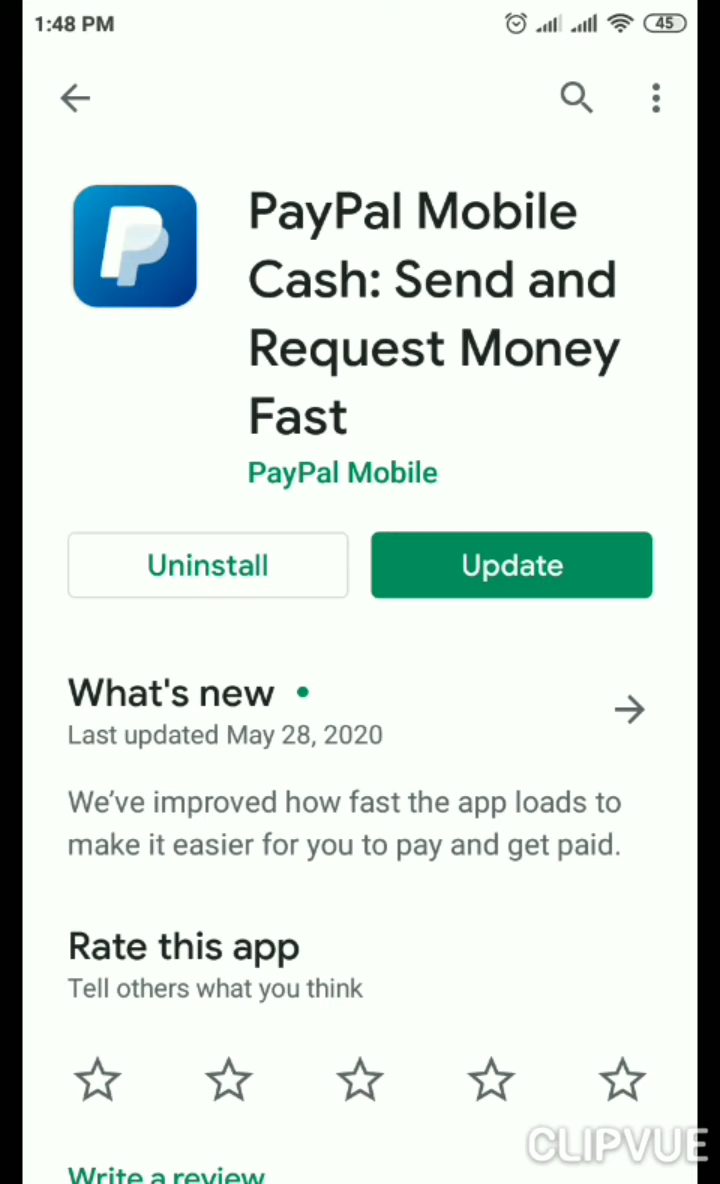 1:48 PM 45
PayPal Mobile
Cash: Send and
Request Money
Fast
PayPal Mobile
Uninstall Update
What's new •
Last updated May 28, 2020
We’ve improved how fast the app loads to
make it easier for you to pay and get paid.
Rate this app
Tell others what you think
CLIPVUE
Write a review